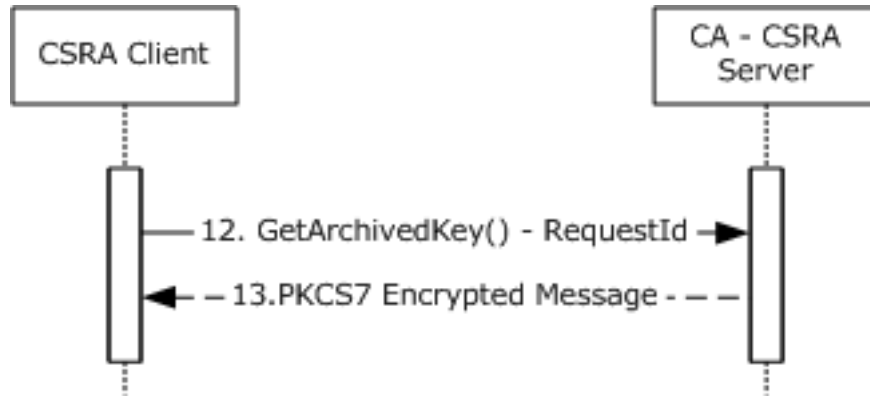 CSRA Client
CA - CSRA
Server
12. GetArchivedKey() - RequestId
13.PKCS7 Encrypted Message